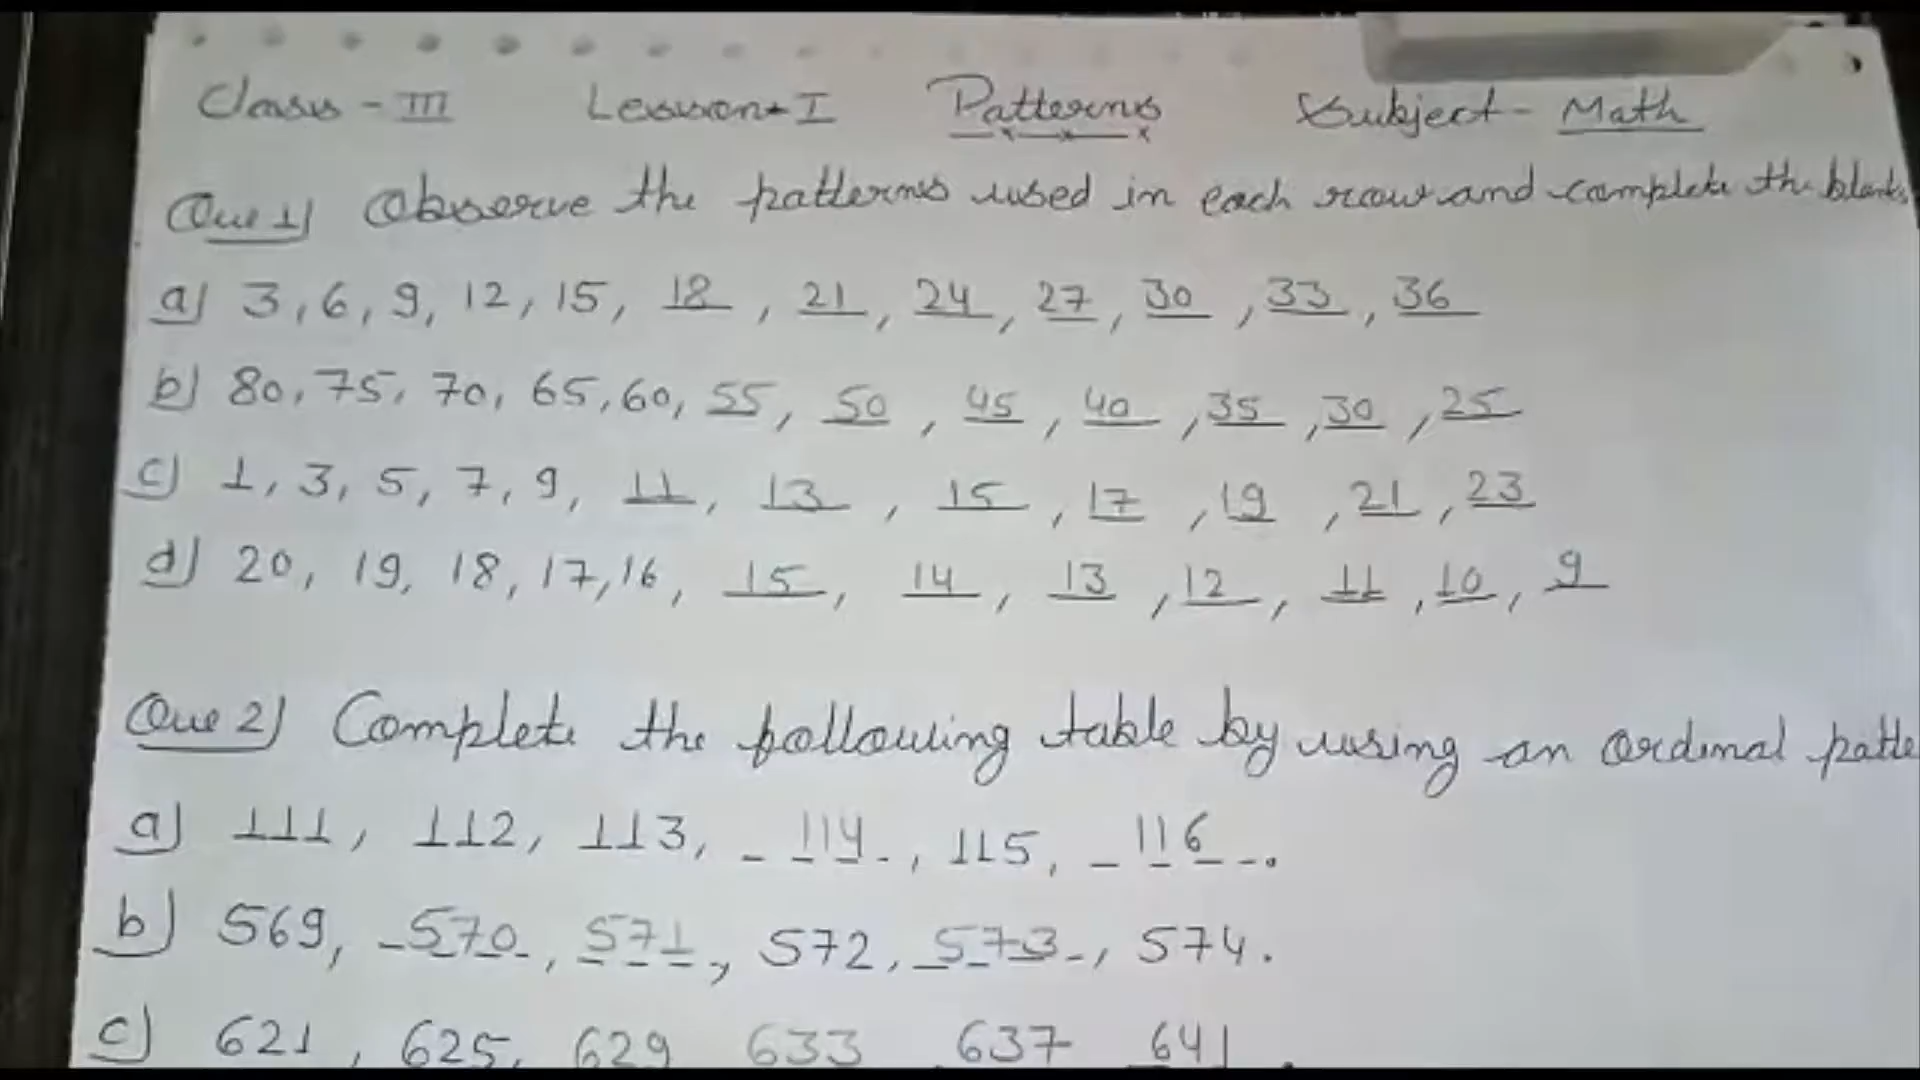 Class - III Lesson - I Patterns Subject - Math
Que 1) Observe the patterns used in each row and complete the blanks
a) 3, 6, 9, 12, 15, 18, 21, 24, 27, 30, 33, 36
b) 80, 75, 70, 65, 60, 55, 50, 45, 40, 35, 30, 25
c) 1, 3, 5, 7, 9, 11, 13, 15, 17, 19, 21, 23
d) 20, 19, 18, 17, 16, 15, 14, 13, 12, 11, 10, 9
Que 2) Complete the following table by using an ordinal patte
a) 111, 112, 113, 114, 115, 116.
b) 569, 570, 571, 572, 573, 574.
c) 621, 625, 629 633 , 637 641.